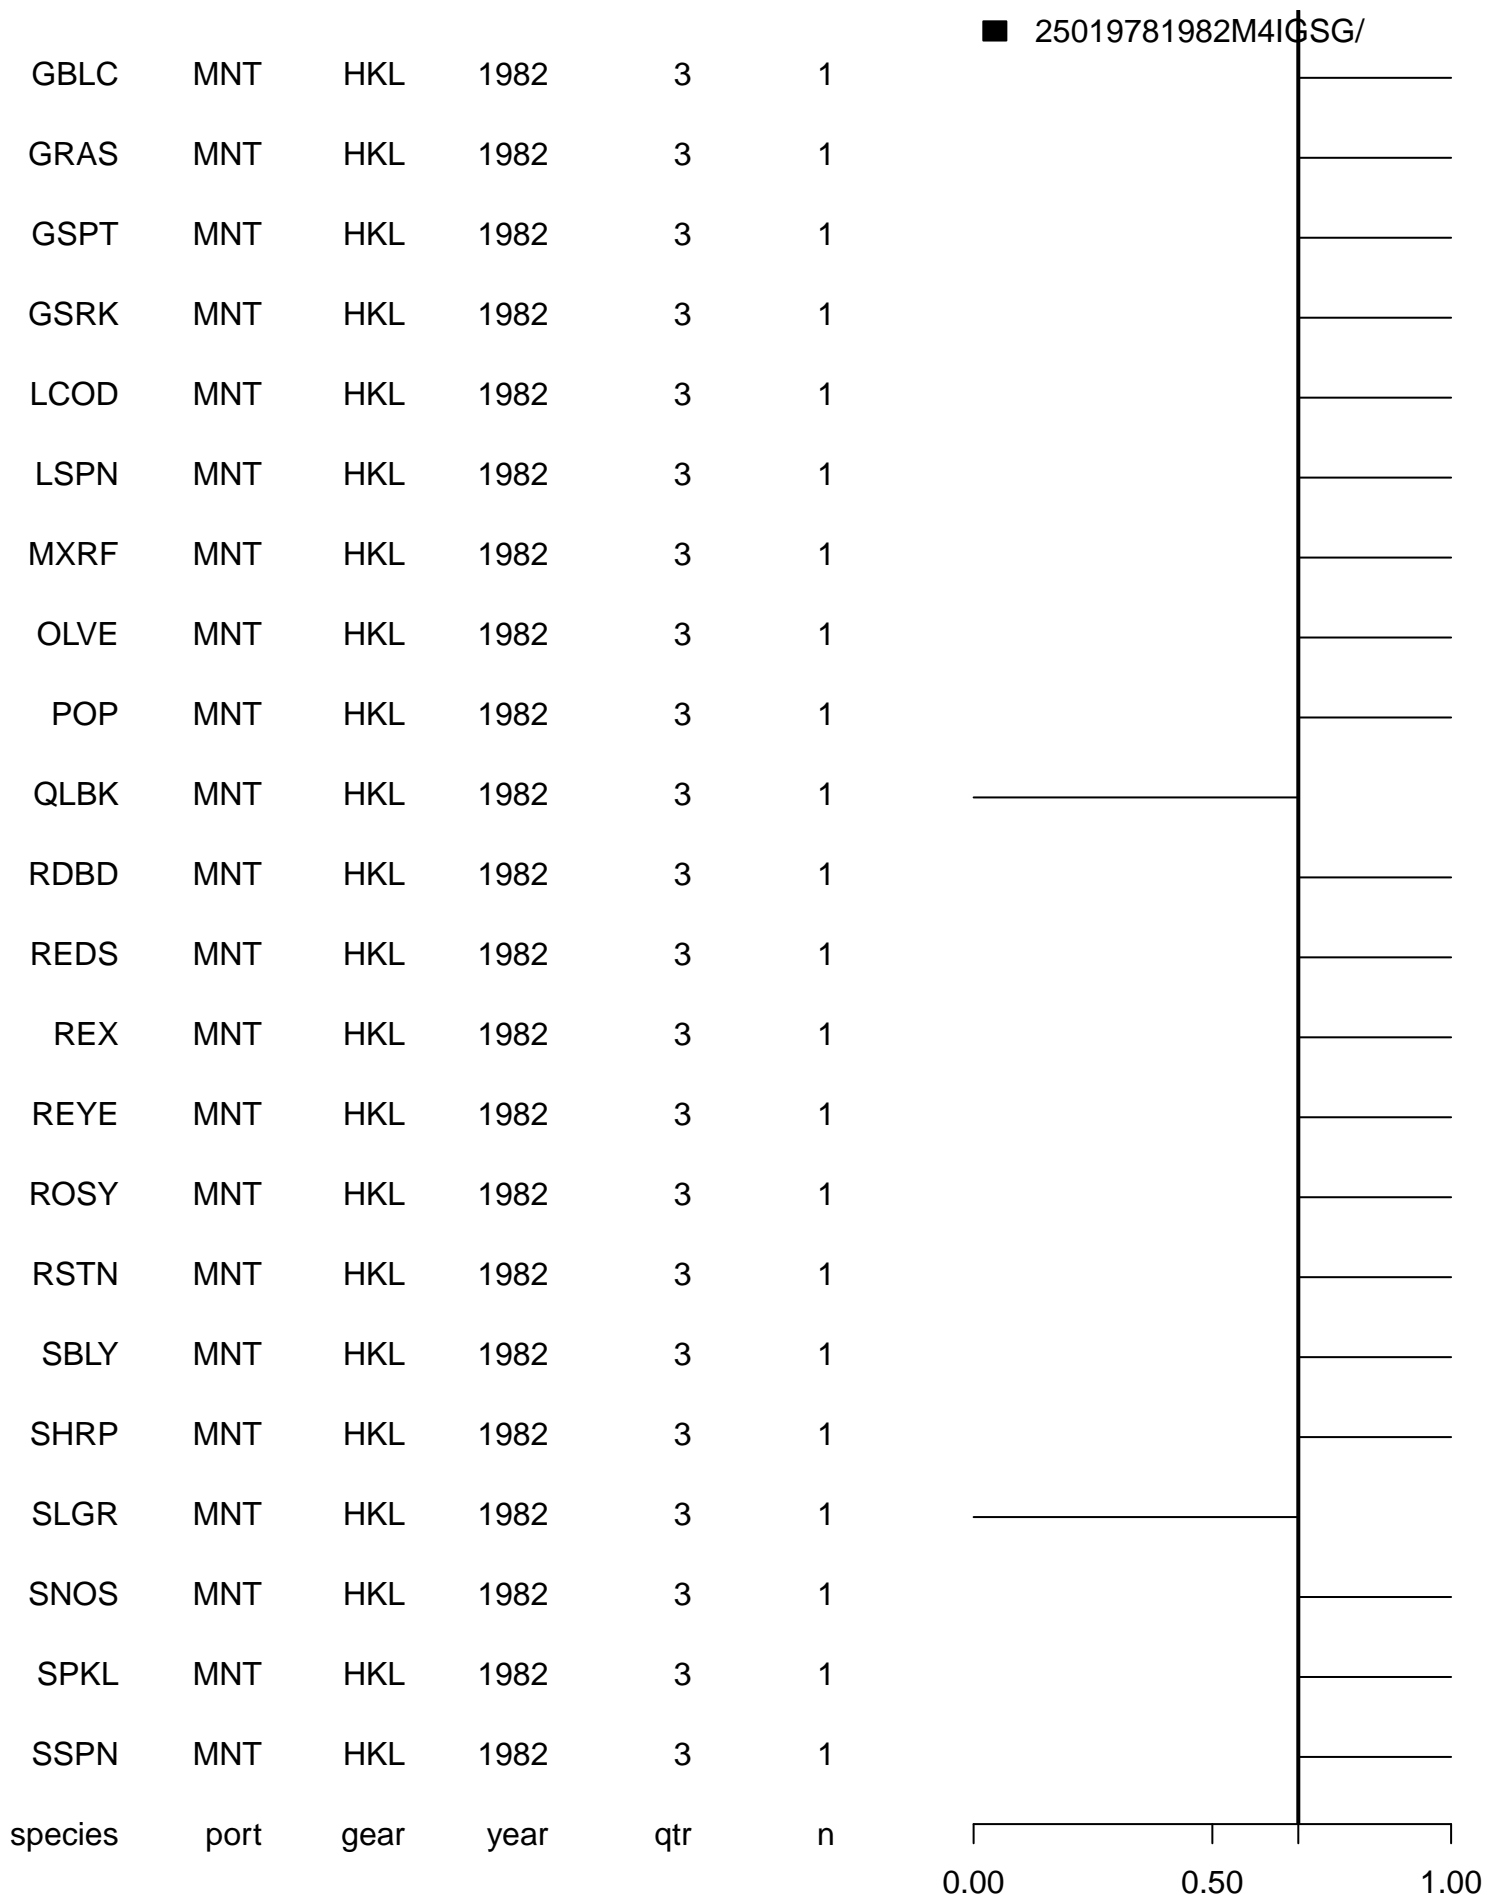 25019781982M4IGSG/
GBLC MNT HKL 1982 3 1
GRAS MNT HKL 1982 3 1
GSPT MNT HKL 1982 3 1
GSRK MNT HKL 1982 3 1
LCOD MNT HKL 1982 3 1
LSPN MNT HKL 1982 3 1
MXRF MNT HKL 1982 3 1
OLVE MNT HKL 1982 3 1
POP MNT HKL 1982 3 1
QLBK MNT HKL 1982 3 1
RDBD MNT HKL 1982 3 1
REDS MNT HKL 1982 3 1
REX MNT HKL 1982 3 1
REYE MNT HKL 1982 3 1
ROSY MNT HKL 1982 3 1
RSTN MNT HKL 1982 3 1
SBLY MNT HKL 1982 3 1
SHRP MNT HKL 1982 3 1
SLGR MNT HKL 1982 3 1
SNOS MNT HKL 1982 3 1
SPKL MNT HKL 1982 3 1
SSPN MNT HKL 1982 3 1
species port gear year qtr n
0.00 0.50 1.00